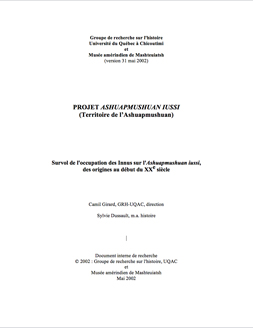 Groupe de recherche sur l'histoire
Université du Québec à Chicoutimi
et
Musée amérindien de Mashteuiatsh
(version 31 mai 2002)
PROJET ASHUAPMUSHUAN IUSSI
(Territoire de l'Ashuapmushuan)
Survol de l'occupation des Innus sur l'Ashuapmushuan iussi,
des origines au début du XXe siècle
Camil Girard, GRH-UQAC, direction
Sylvie Dussault, m.a. histoire
Document interne de recherche
© 2002 : Groupe de recherche sur l'histoire, UQAC
et
Musée amérindien de Mashteuiatsh
Mai 2002